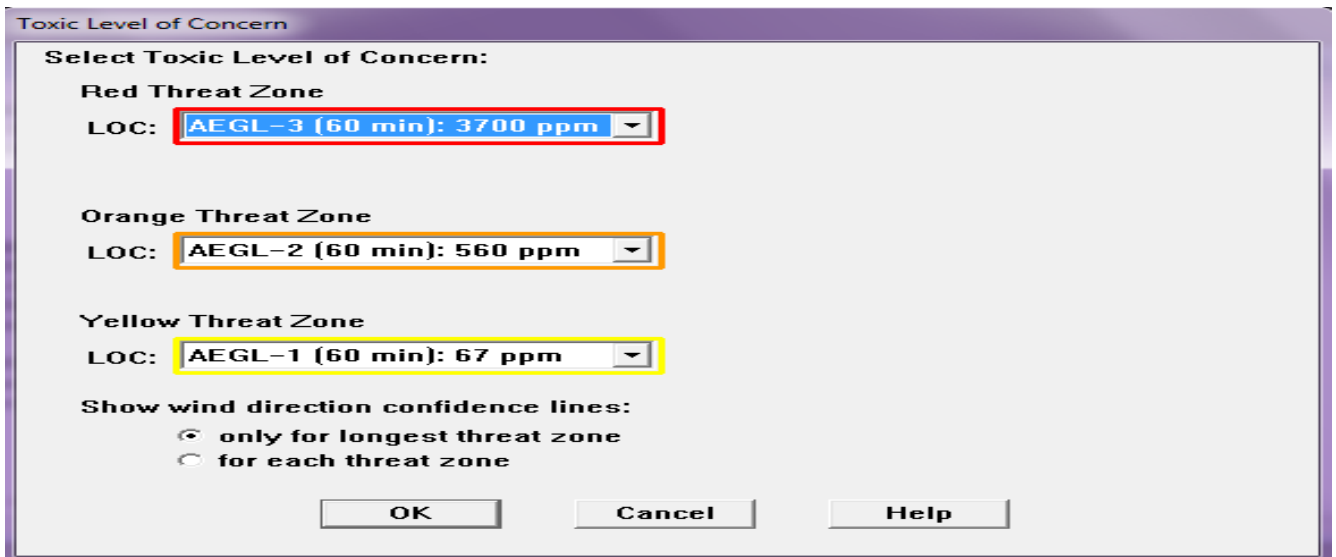 Toxic Level of Concern
Select Toxic Level of Concern:
Red Threat Zone
LOC: AEGL-3 (60 min): 3700 ppm
Orange Threat Zone
LOC: AEGL-2 (60 min): 560 ppm
Yellow Threat Zone
LOC: AEGL-1 (60 min): 67 ppm
Show wind direction confidence lines:
only for longest threat zone
for each threat zone
OK Cancel Help